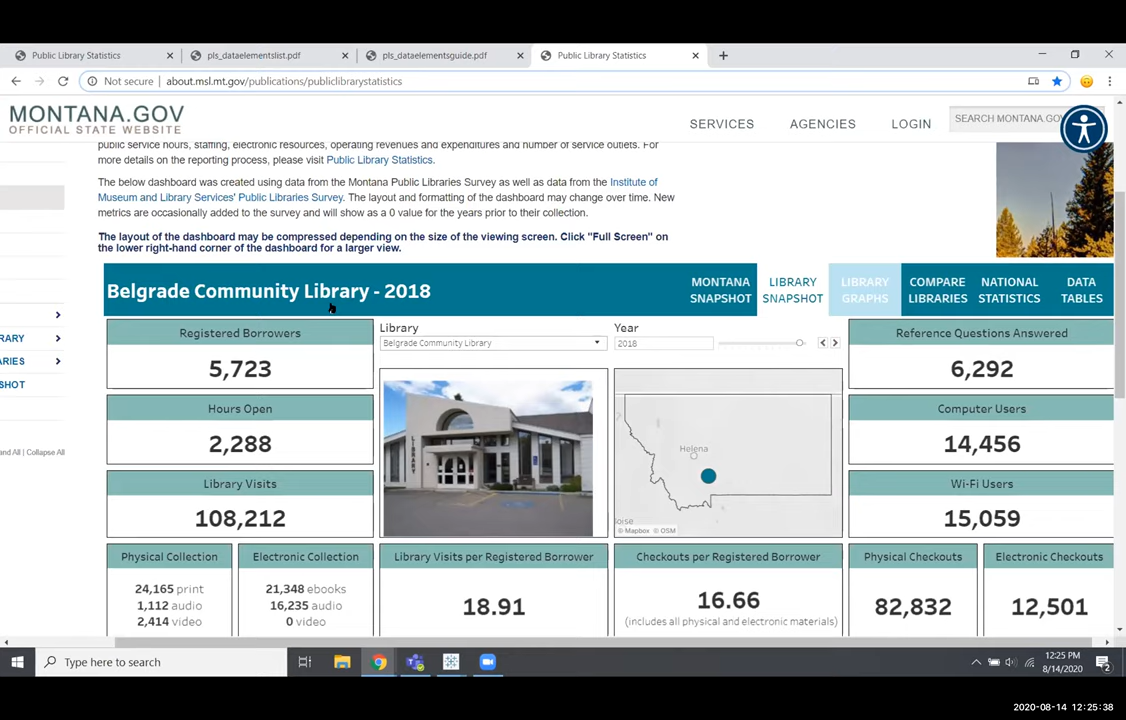 Public Library Statistics
pls_dataelementslist.pdf
pls_dataelementsguide.pdf
Public Library Statistics
Not secure
about.msl.mt.gov/publications/publiclibrarystatistics
MONTANA.GOV
OFFICIAL STATE WEBSITE
SERVICES
AGENCIES
LOGIN
SEARCH MONTANA.GOV
public service hours, staffing, electronic resources, operating revenues and expenditures and number of service outlets. For
more details on the reporting process, please visit Public Library Statistics.
The below dashboard was created using data from the Montana Public Libraries Survey as well as data from the Institute of
Museum and Library Services' Public Libraries Survey. The layout and formatting of the dashboard may change over time. New
metrics are occasionally added to the survey and will show as a 0 value for the years prior to their collection.
The layout of the dashboard may be compressed depending on the size of the viewing screen. Click "Full Screen" on
the lower right-hand corner of the dashboard for a larger view.
RARY
ARIES
SHOT
and All | Collapse All
Belgrade Community Library - 2018
MONTANA
SNAPSHOT
LIBRARY
SNAPSHOT
LIBRARY
GRAPHS
COMPARE
LIBRARIES
NATIONAL
STATISTICS
DATA
TABLES
Registered Borrowers
5,723
Hours Open
2,288
Library Visits
108,212
Library
Belgrade Community Library
Year
2018
LIBRARY
Helena
oise
© Mapbox © OSM
Reference Questions Answered
6,292
Computer Users
14,456
Wi-Fi Users
15,059
Physical Collection
24,165 print
1,112 audio
2,414 video
Electronic Collection
21,348 ebooks
16,235 audio
0 video
Library Visits per Registered Borrower
18.91
Checkouts per Registered Borrower
16.66
(includes all physical and electronic materials)
Physical Checkouts
82,832
Electronic Checkouts
12,501
Type here to search
12:25 PM
8/14/2020
2
2020-08-14 12:25:38